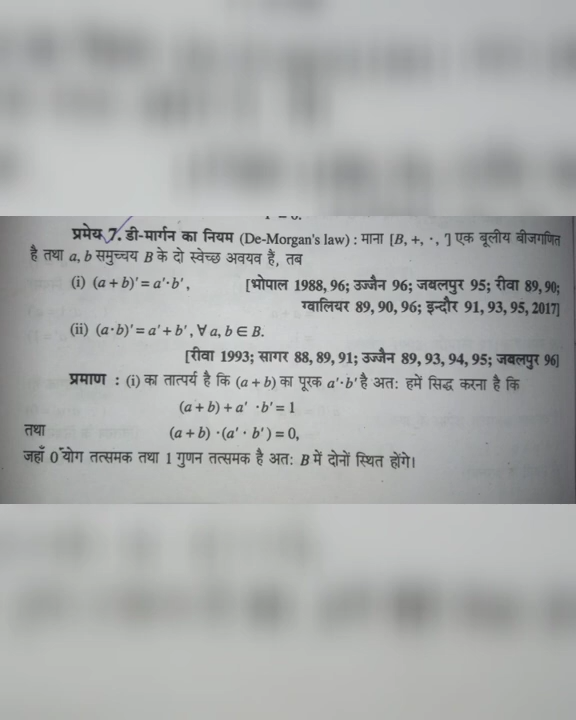 प्रमेय 7. डी-मार्गन का नियम (De-Morgan's law) : माना [B, +, ·, '] एक बूलीय बीजगणित
है तथा a, b समुच्चय B के दो स्वेच्छ अवयव हैं, तब
(i) (a + b)' = a'·b',
[भोपाल 1988, 96; उज्जैन 96; जबलपुर 95; रीवा 89, 90;
ग्वालियर 89, 90, 96; इन्दौर 91, 93, 95, 2017]
(ii) (a·b)' = a' + b', ∀ a, b ∈ B.
[रीवा 1993; सागर 88, 89, 91; उज्जैन 89, 93, 94, 95; जबलपुर 96]
प्रमाण : (i) का तात्पर्य है कि (a + b) का पूरक a'·b' है अतः हमें सिद्ध करना है कि
(a + b) + a' · b' = 1
तथा (a + b) · (a' · b') = 0,
जहाँ 0 योग तत्समक तथा 1 गुणन तत्समक है अतः B में दोनों स्थित होंगे।